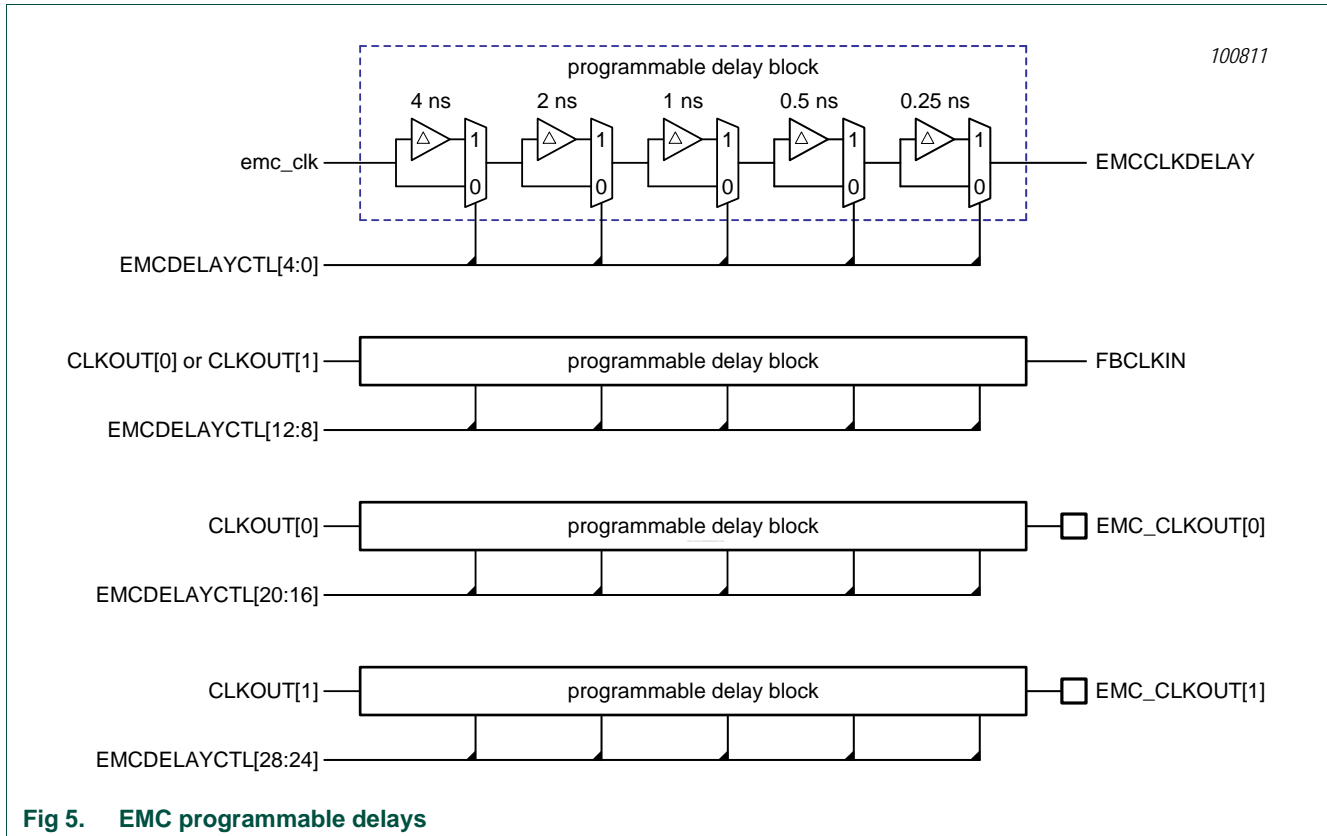 100811
programmable delay block
4 ns 2 ns 1 ns 0.5 ns 0.25 ns
△ 1 △ 1 △ 1 △ 1 △ 1
emc_clk EMCCLKDELAY
0 0 0 0 0
EMCDELAYCTL[4:0]
CLKOUT[0] or CLKOUT[1] programmable delay block FBCLKIN
EMCDELAYCTL[12:8]
CLKOUT[0] programmable delay block EMC_CLKOUT[0]
EMCDELAYCTL[20:16]
CLKOUT[1] programmable delay block EMC_CLKOUT[1]
EMCDELAYCTL[28:24]
Fig 5. EMC programmable delays